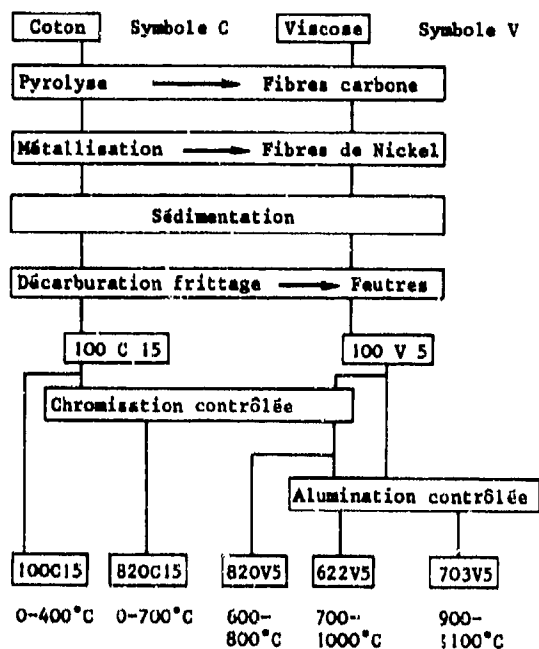 Coton Symbole C Viscose Symbole V
Pyrolyse Fibres carbone
Métallisation Fibres de Nickel
Sédimentation
Décarburation frittage Feutres
100 C 15 100 V 5
Chromisation contrôlée
Alumination contrôlée
100C15 820C15 820V5 622V5 703V5
0-400°C 0-700°C 600- 700- 900-
800°C 1000°C 1100°C